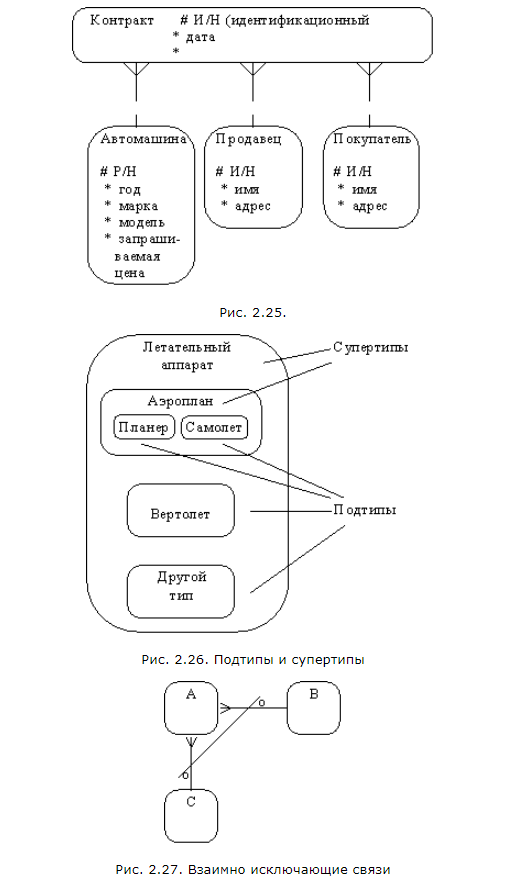 Контракт # И/Н (идентификационный
* дата
*
Автомашина
# Р/Н
* год
* марка
* модель
* запраши-
ваемая
цена
Продавец
# И/Н
* имя
* адрес
Покупатель
# И/Н
* имя
* адрес
Рис. 2.25.
Летательный
аппарат
Супертипы
Аэроплан
Планер
Самолет
Вертолет
Подтипы
Другой
тип
Рис. 2.26. Подтипы и супертипы
A
B
C
Рис. 2.27. Взаимно исключающие связи